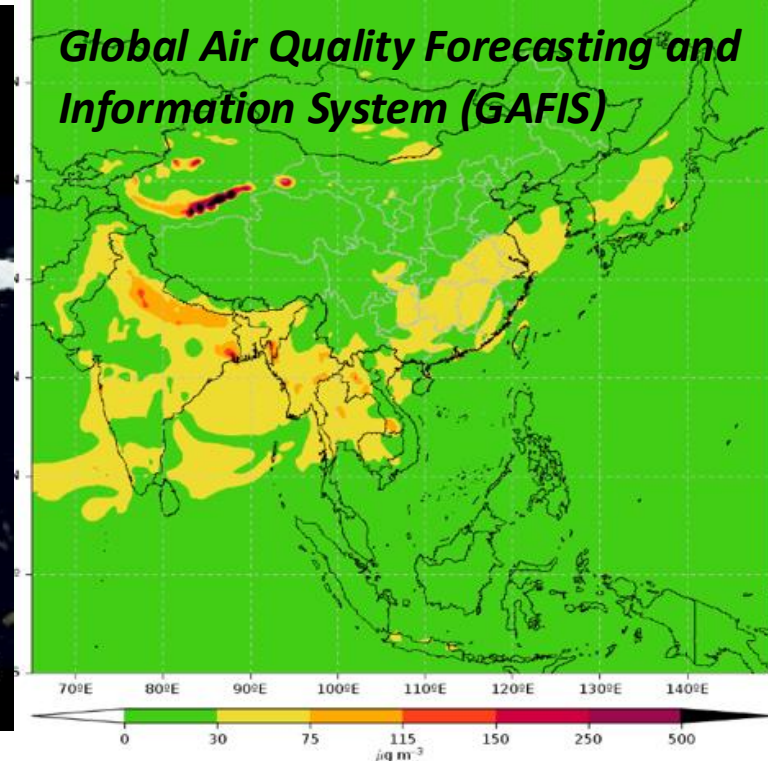 Global Air Quality Forecasting and
Information System (GAFIS)
70ºE 80ºE 90ºE 100ºE 110ºE 120ºE 130ºE 140ºE
0 30 75 115 150 250 500
µg m⁻³